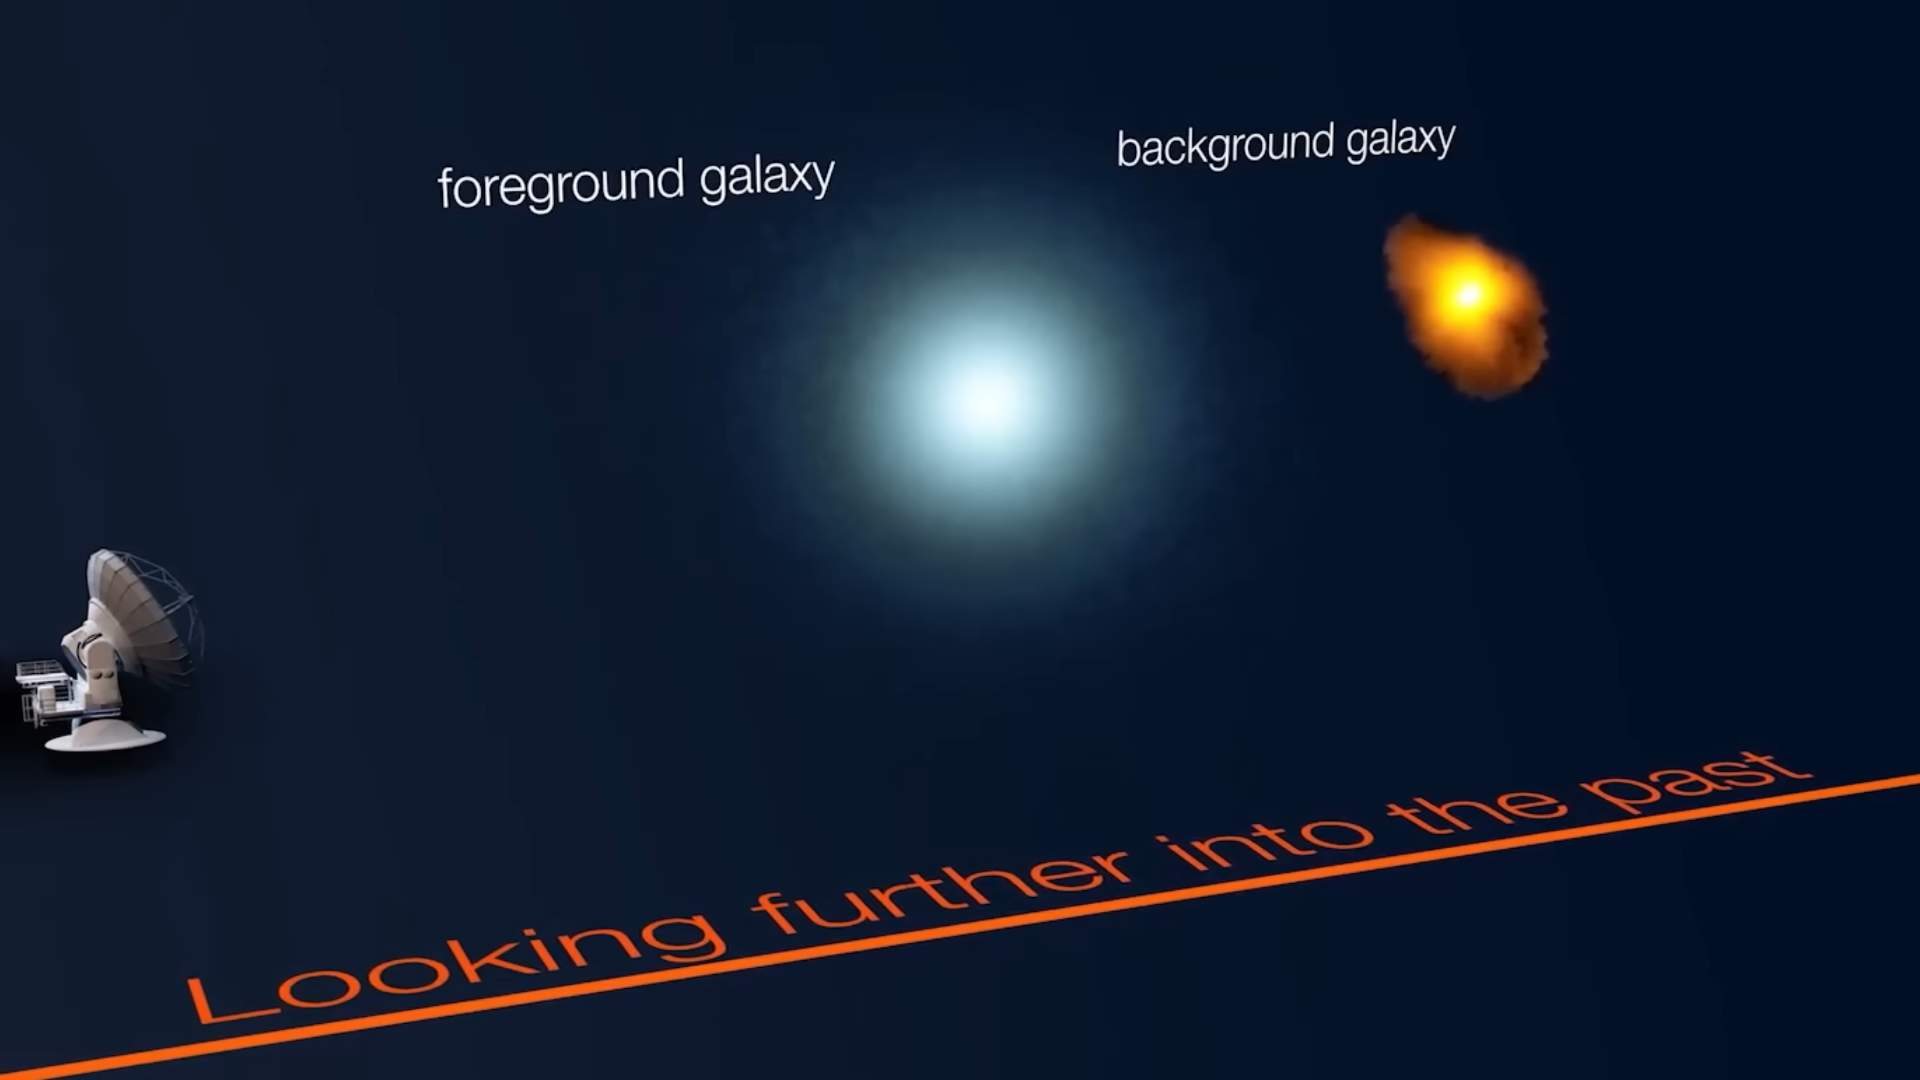 foreground galaxy
background galaxy
Looking further into the past